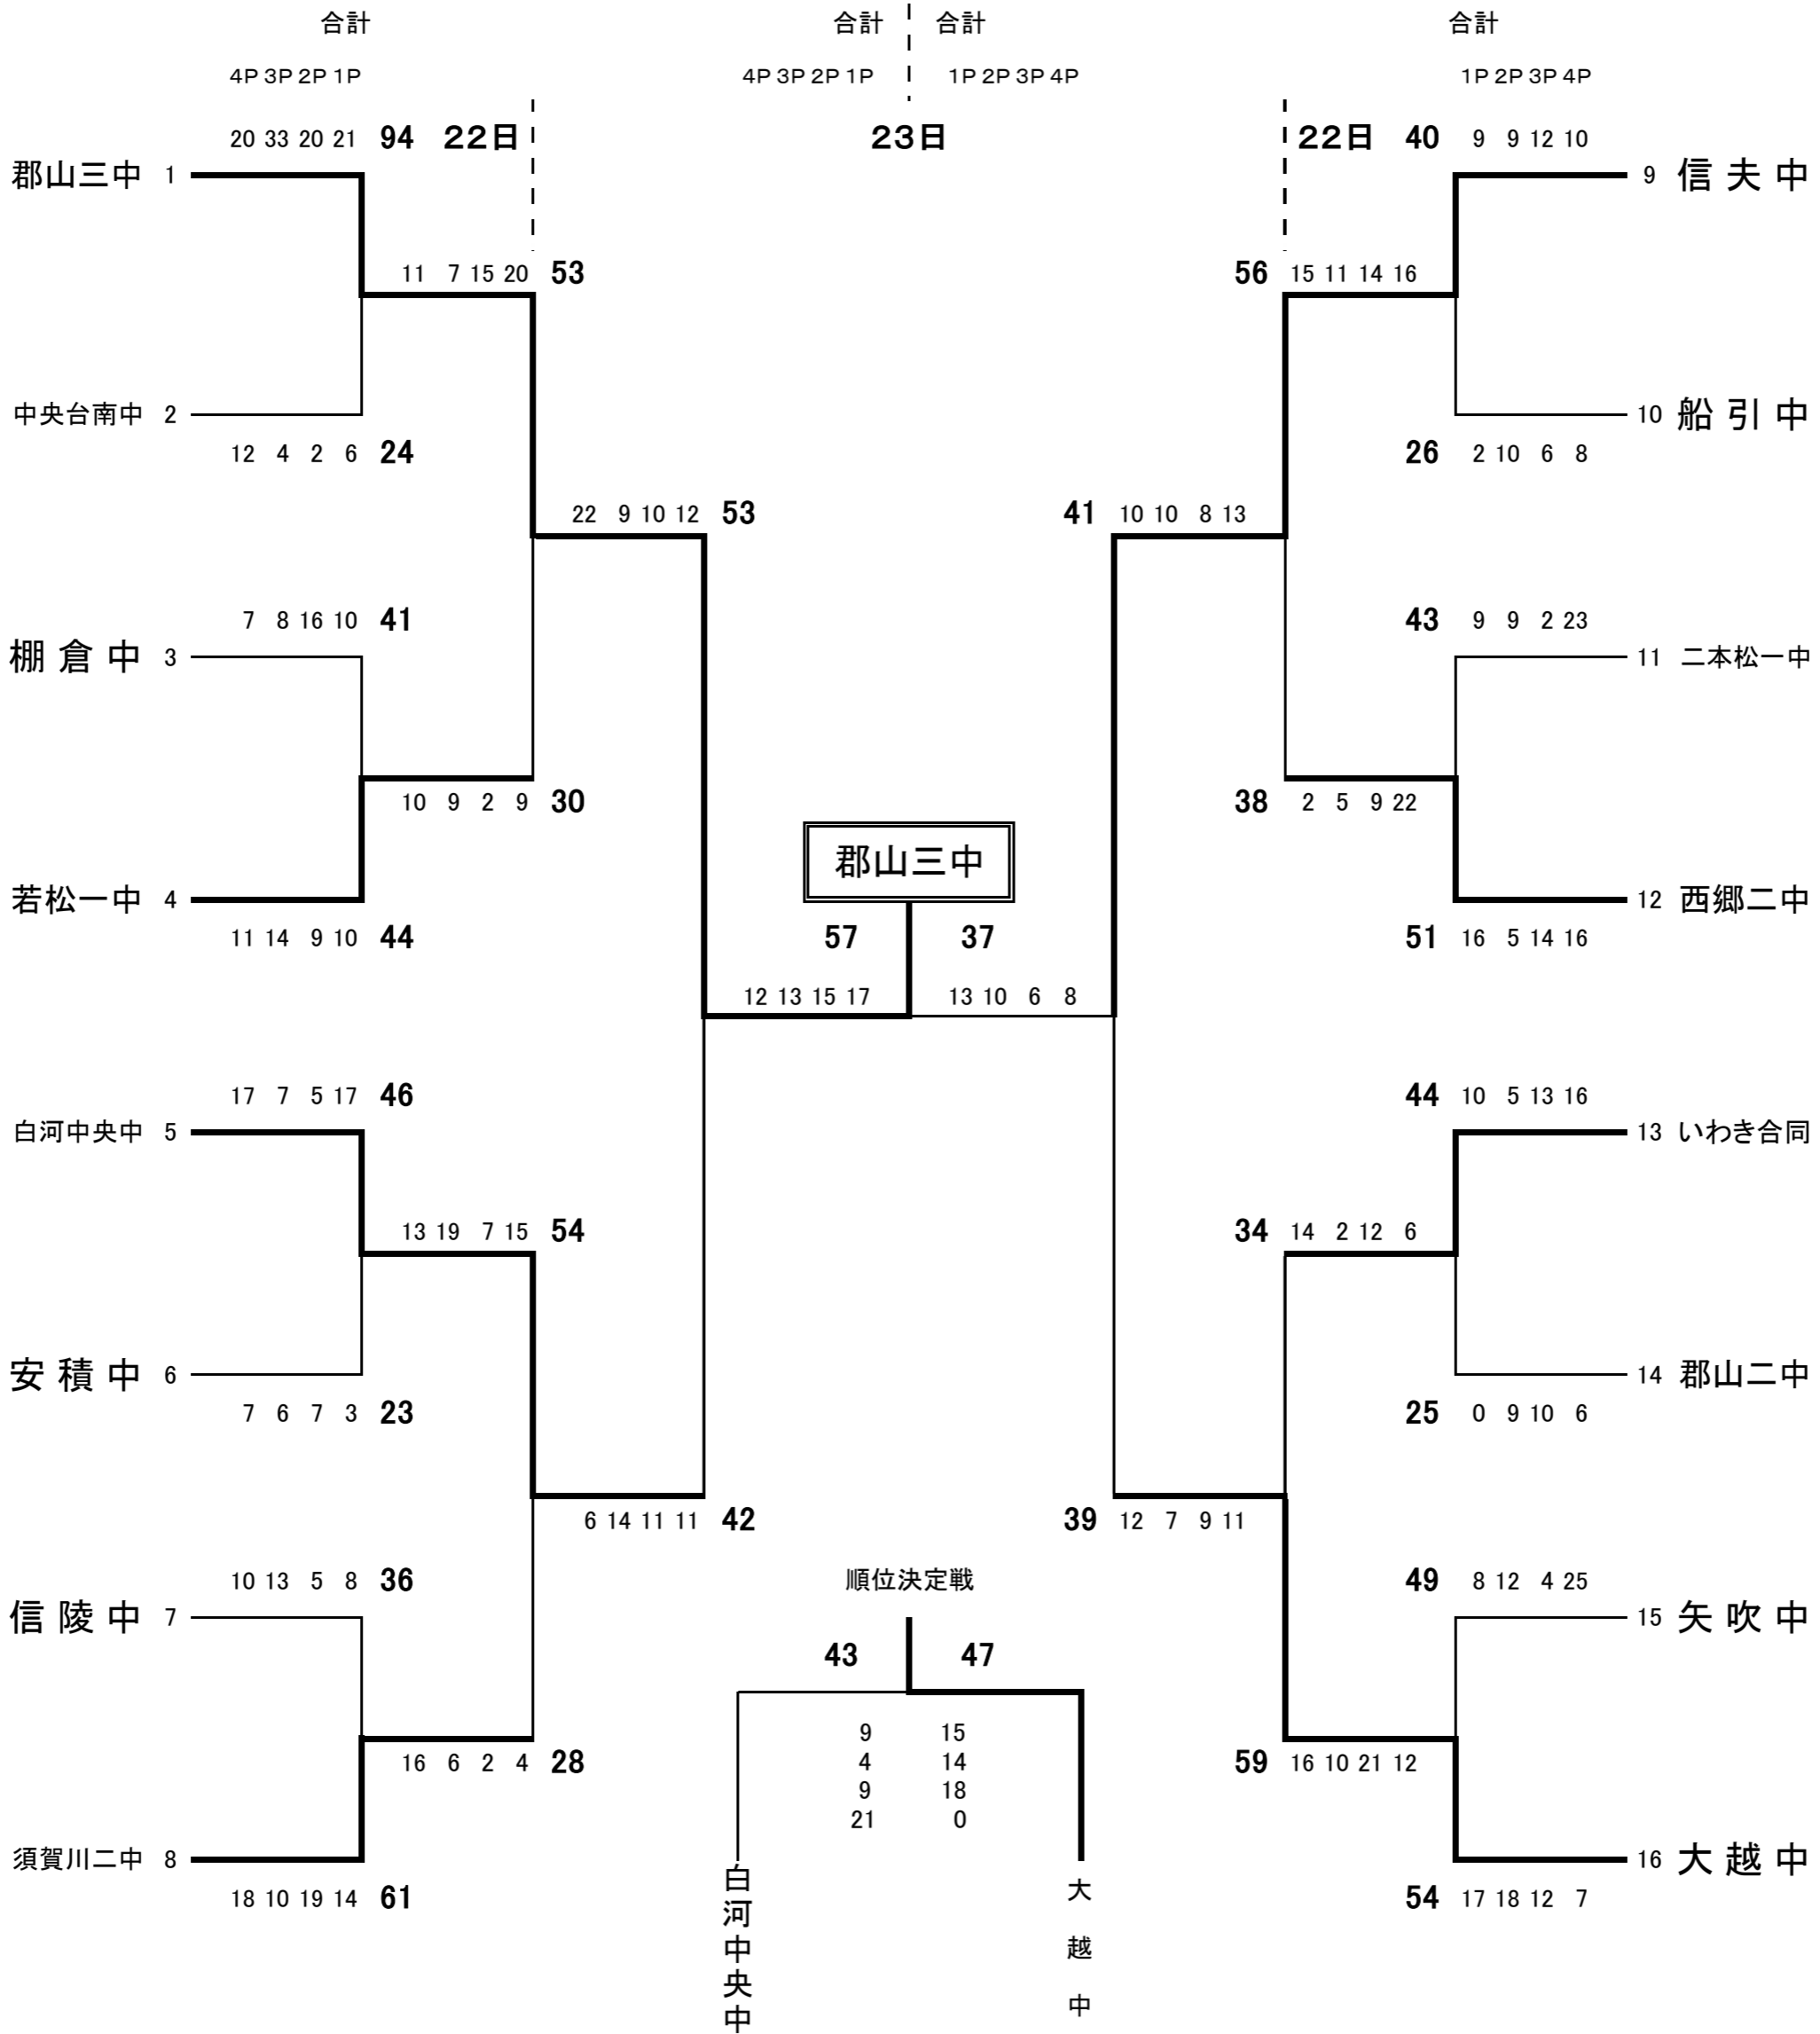 合計 合計 合計 合計
4P 3P 2P 1P 4P 3P 2P 1P 1P 2P 3P 4P 1P 2P 3P 4P
20 33 20 21 94 22日 23日 22日 40 9 9 12 10
郡山三中 1 9 信夫中
11 7 15 20 53 56 15 11 14 16
中央台南中 2 10 船引中
12 4 2 6 24 26 2 10 6 8
22 9 10 12 53 41 10 10 8 13
7 8 16 10 41 43 9 9 2 23
棚倉中 3 11 二本松一中
10 9 2 9 30 38 2 5 9 22
郡山三中
若松一中 4 12 西郷二中
11 14 9 10 44 57 37 51 16 5 14 16
12 13 15 17 13 10 6 8
17 7 5 17 46 44 10 5 13 16
白河中央中 5 13 いわき合同
13 19 7 15 54 34 14 2 12 6
安積中 6 14 郡山二中
7 6 7 3 23 25 0 9 10 6
6 14 11 11 42 39 12 7 9 11
10 13 5 8 36 順位決定戦 49 8 12 4 25
信陵中 7 15 矢吹中
43 47
9 15
16 6 2 4 28 4 14 59 16 10 21 12
9 18
21 0
須賀川二中 8 16 大越中
18 10 19 14 61 54 17 18 12 7
白河中央中
大越中